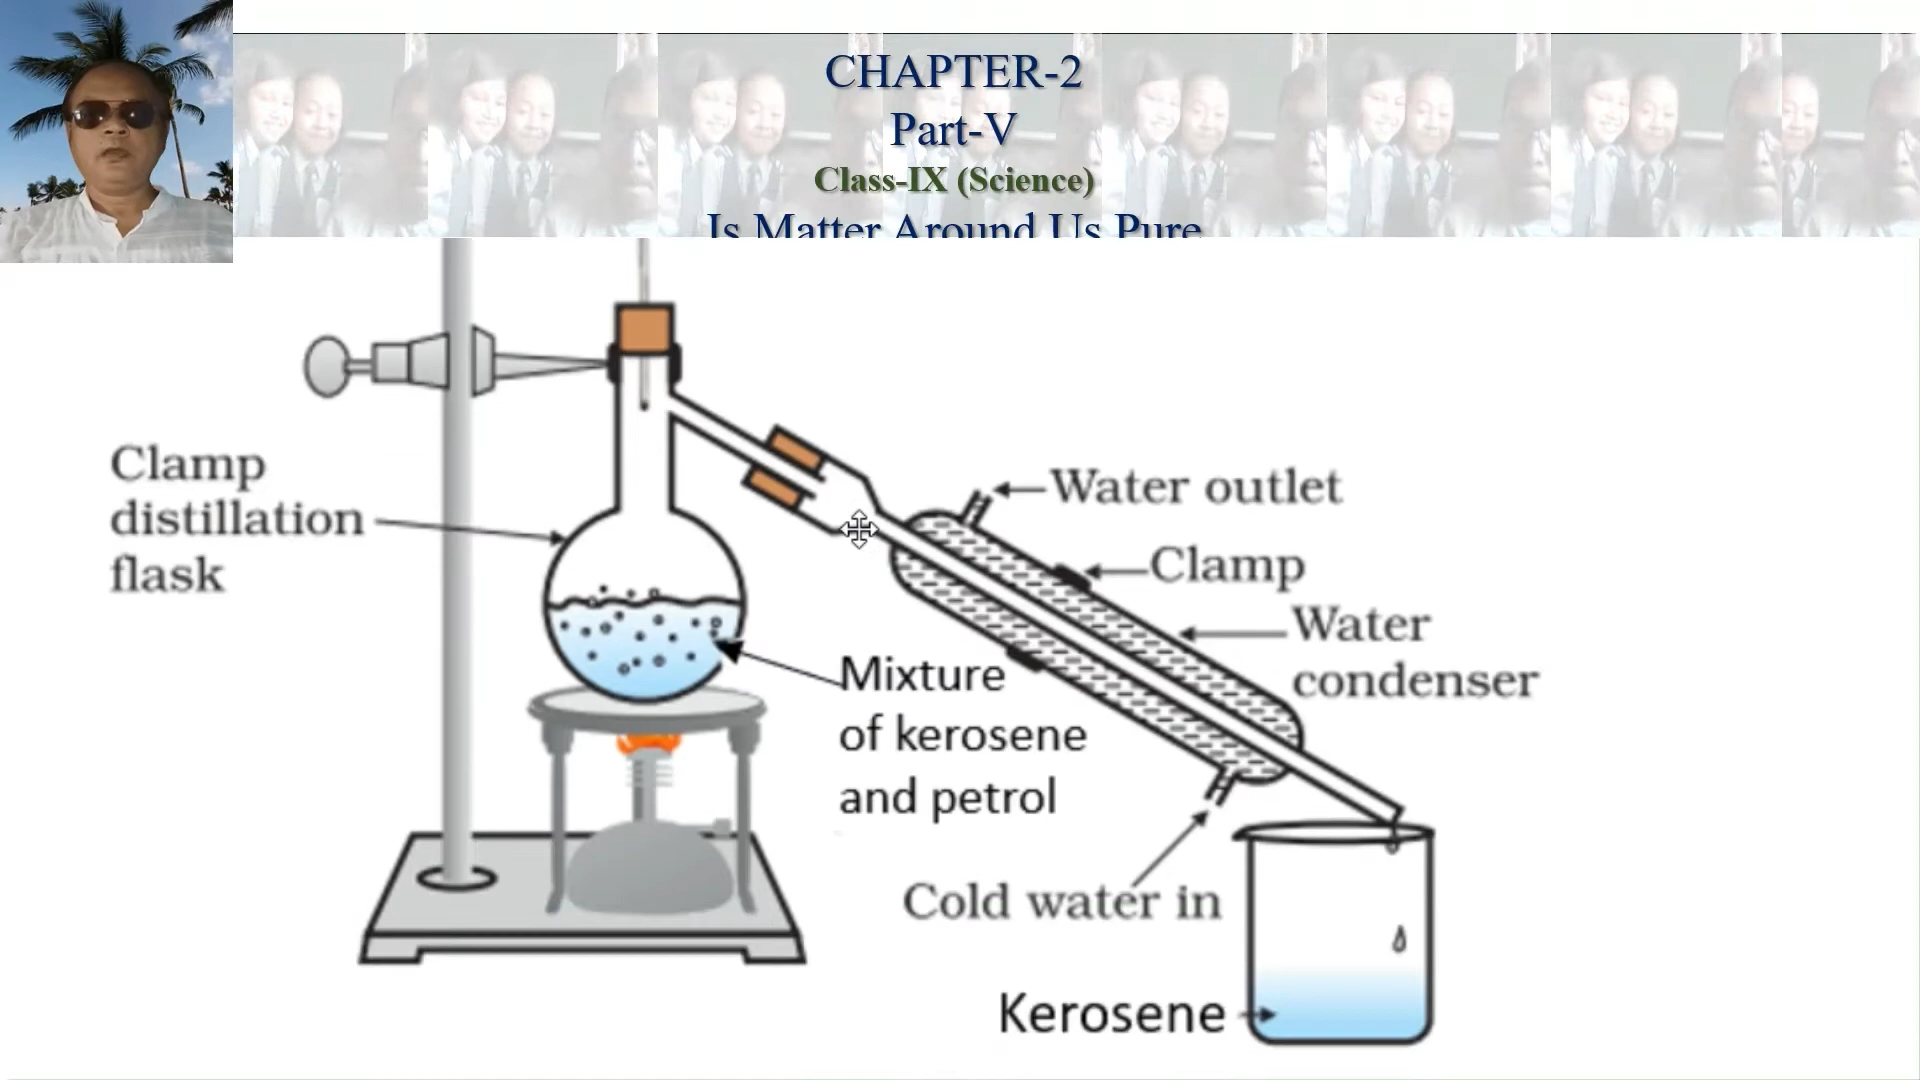 CHAPTER-2
Part-V
Class-IX (Science)
Is Matter Around Us Pure
Clamp
distillation
flask
Water outlet
Clamp
Water
condenser
Mixture
of kerosene
and petrol
Cold water in
Kerosene